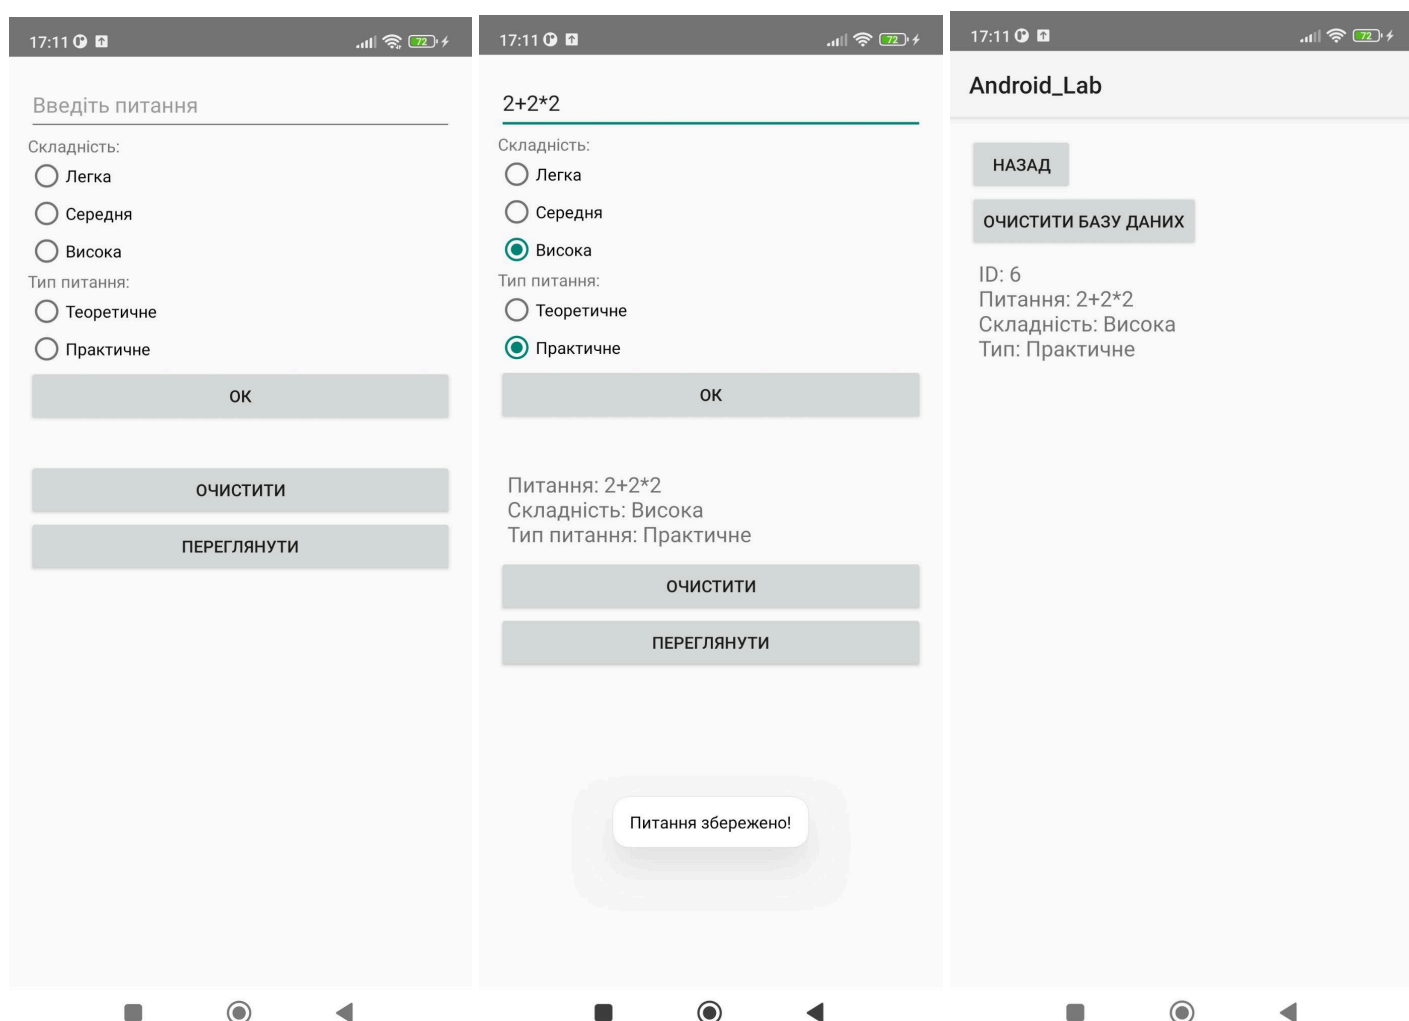 17:11
72
Введіть питання
Складність:
Легка
Середня
Висока
Тип питання:
Теоретичне
Практичне
ОК
ОЧИСТИТИ
ПЕРЕГЛЯНУТИ
17:11
72
2+2*2
Складність:
Легка
Середня
Висока
Тип питання:
Теоретичне
Практичне
ОК
Питання: 2+2*2
Складність: Висока
Тип питання: Практичне
ОЧИСТИТИ
ПЕРЕГЛЯНУТИ
Питання збережено!
17:11
72
Android_Lab
НАЗАД
ОЧИСТИТИ БАЗУ ДАНИХ
ID: 6
Питання: 2+2*2
Складність: Висока
Тип: Практичне